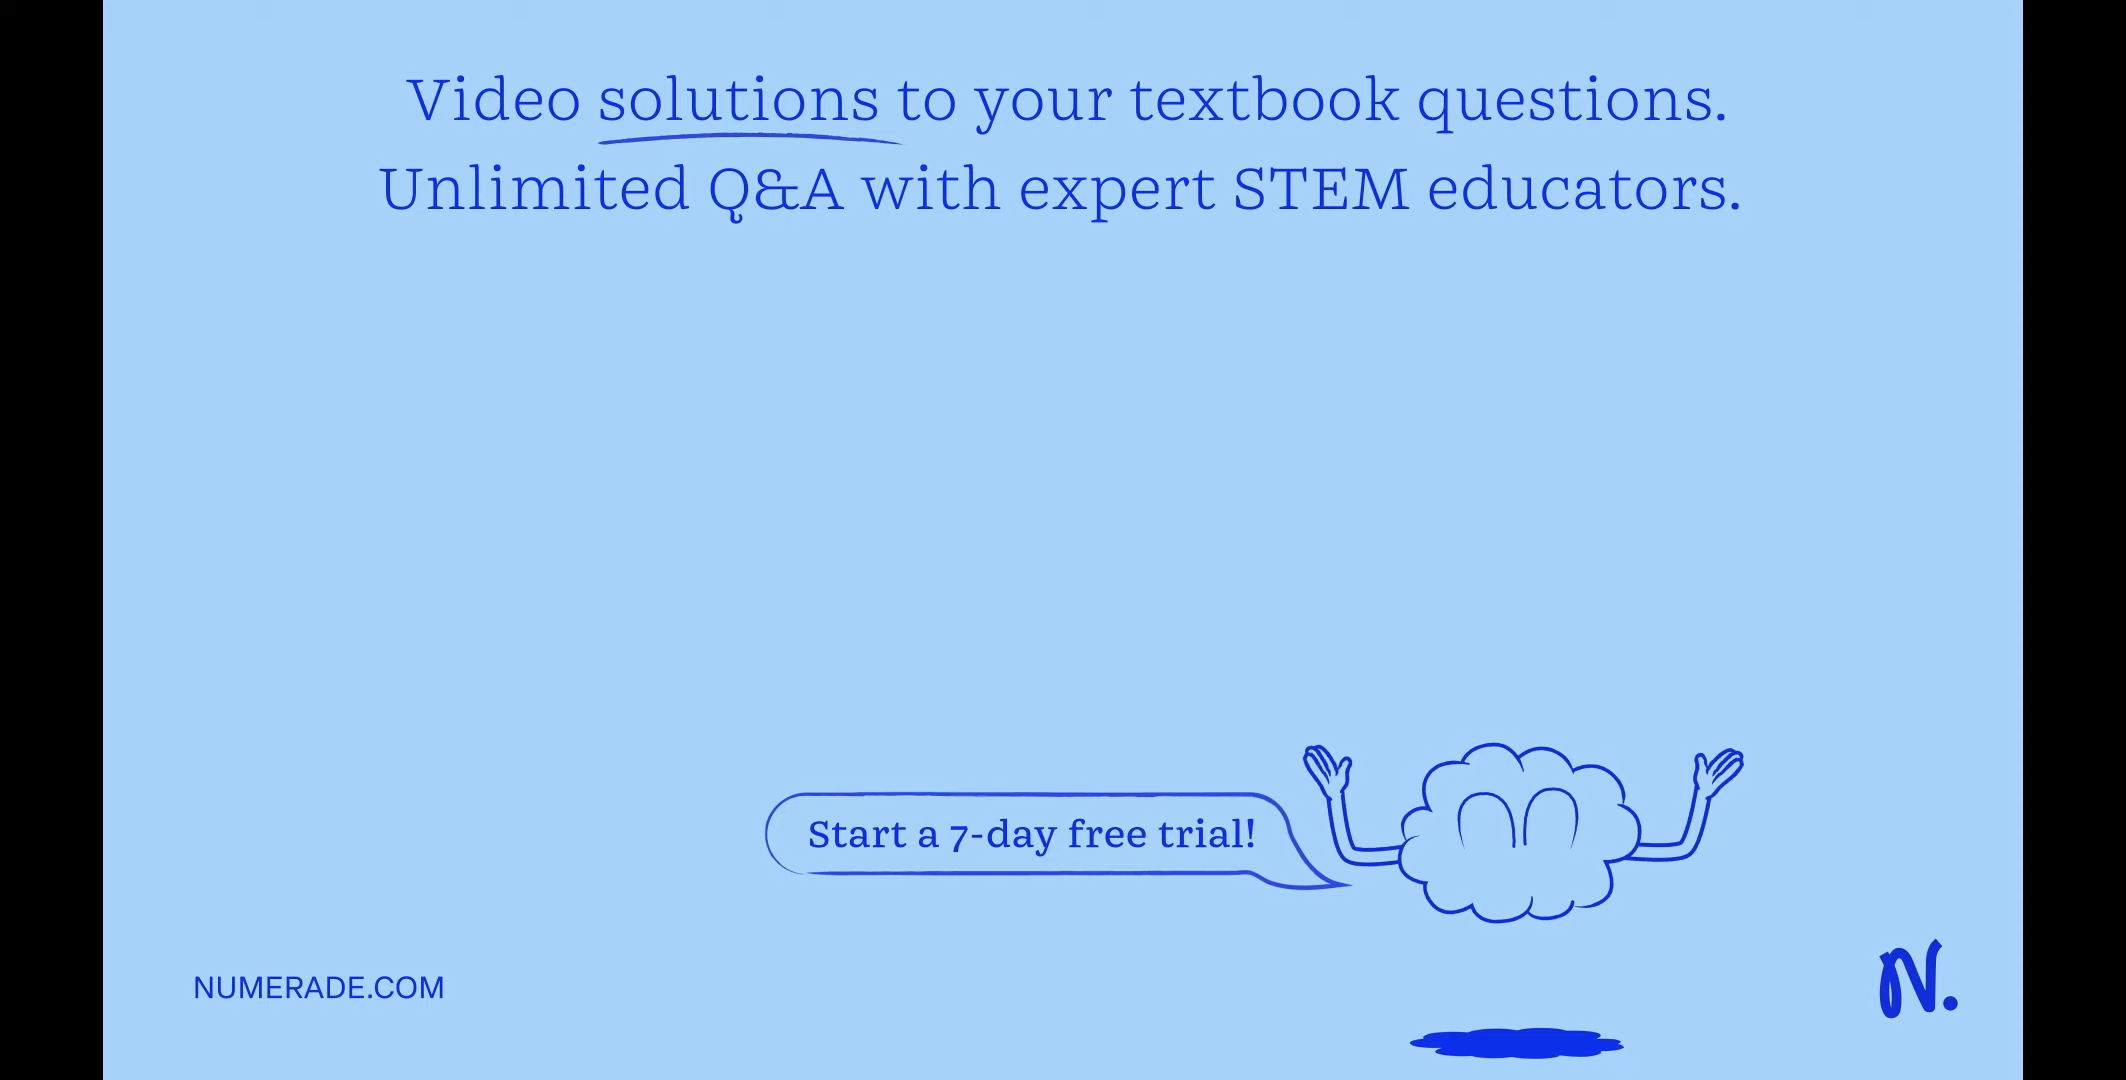 Video solutions to your textbook questions.
Unlimited Q&A with expert STEM educators.
Start a 7-day free trial!
NUMERADE.COM
N.